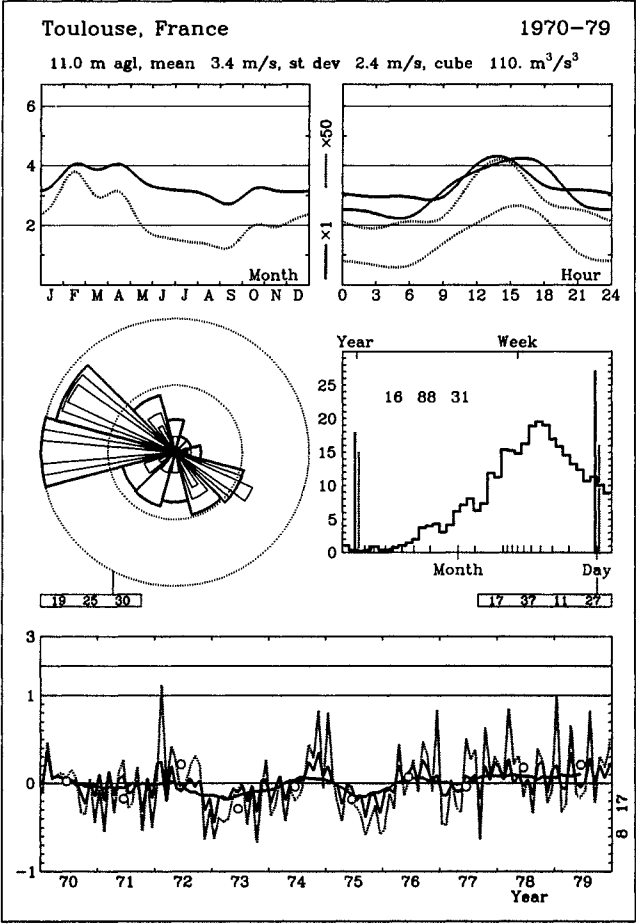 Toulouse, France 1970-79
11.0 m agl, mean 3.4 m/s, st dev 2.4 m/s, cube 110. m³/s³
6
4
2
J F M A M J J A S O N D
Month
×1 ×50
0 3 6 9 12 15 18 21 24
Hour
Year Week
25
20
15
10
5
0
16 88 31
Month Day
19 25 30
17 37 11 27
3
1
0
-1
70 71 72 73 74 75 76 77 78 79
Year
8 17